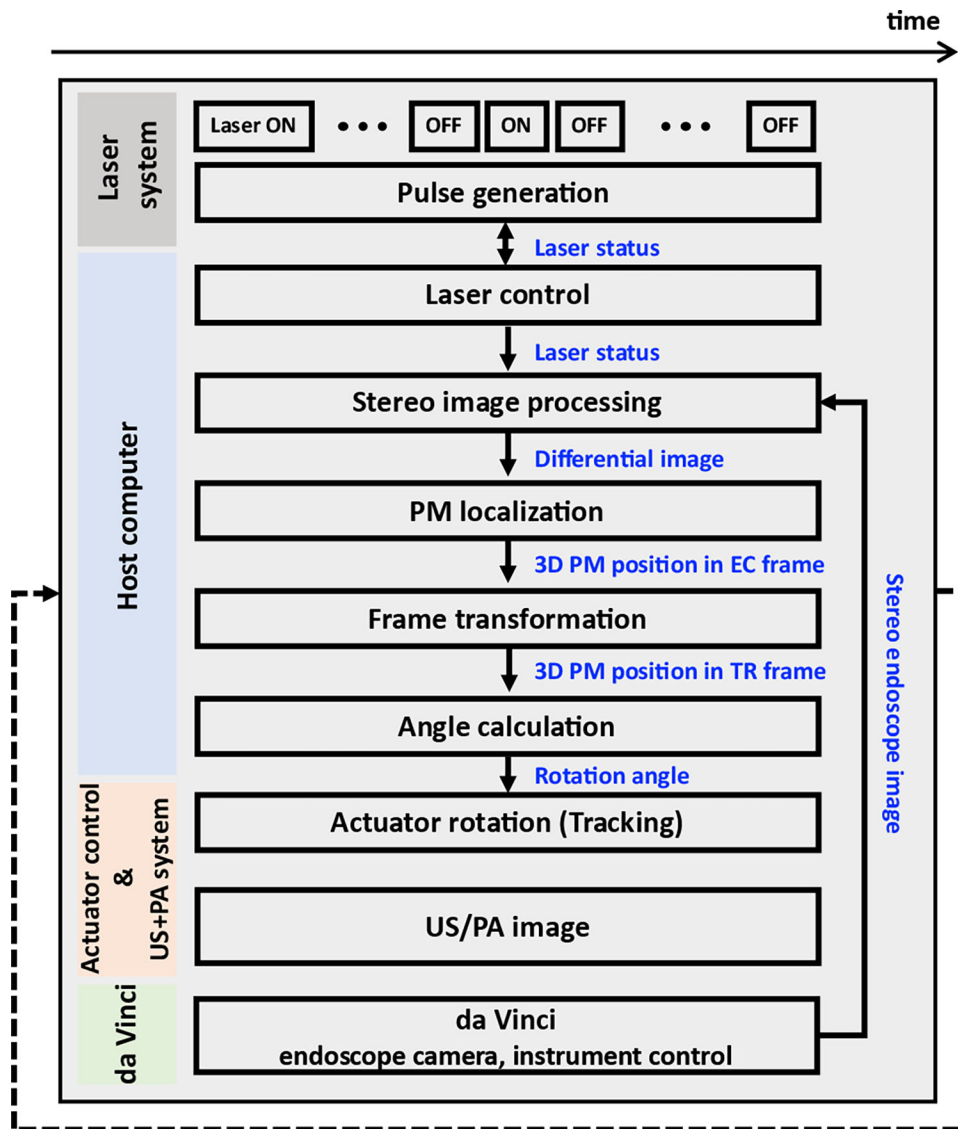 time
Laser system
Laser ON ••• OFF ON OFF ••• OFF
Pulse generation
Laser status
Host computer
Laser control
Laser status
Stereo image processing
Differential image
PM localization
3D PM position in EC frame
Frame transformation
3D PM position in TR frame
Angle calculation
Rotation angle
Stereo endoscope image
Actuator control
&
US+PA system
Actuator rotation (Tracking)
US/PA image
da Vinci
da Vinci
endoscope camera, instrument control